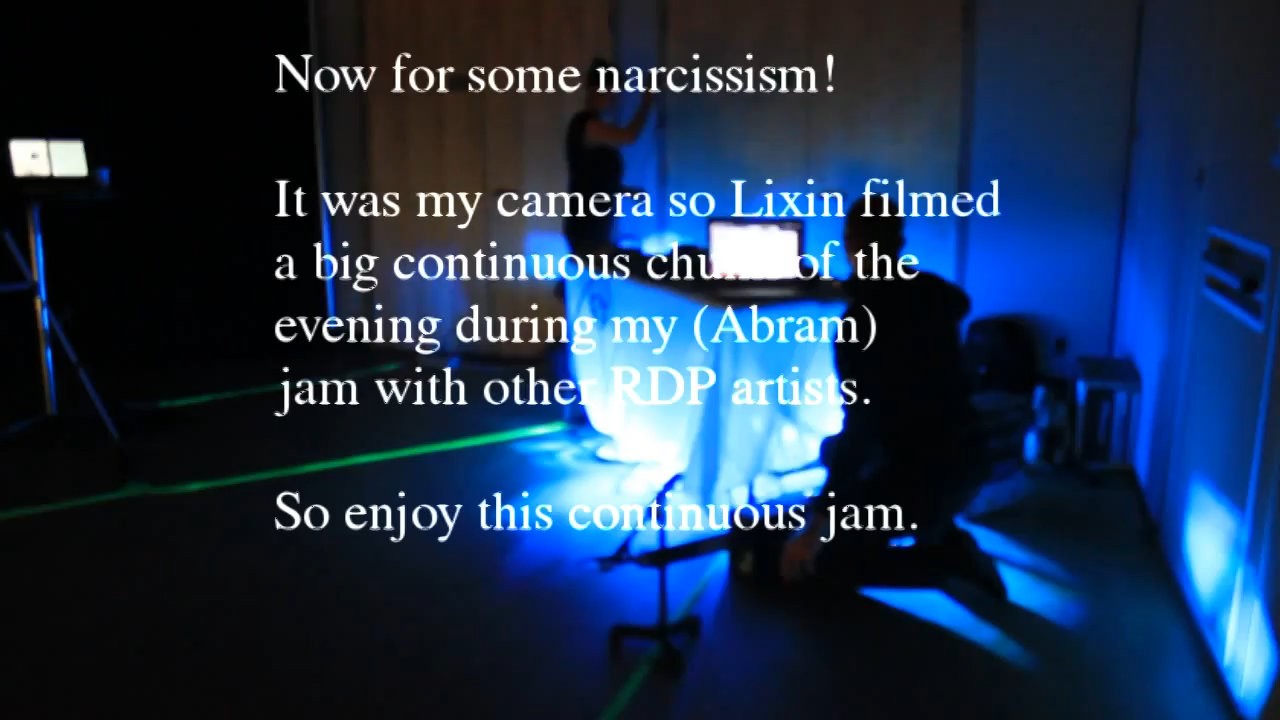 Now for some narcissism!
It was my camera so Lixin filmed
a big continuous chunk of the
evening during my (Abram)
jam with other RDP artists.
So enjoy this continuous jam.